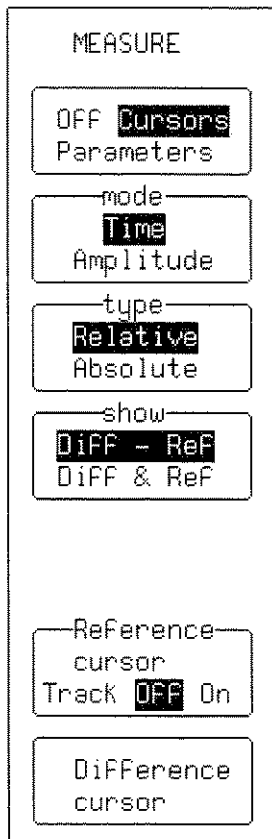 MEASURE
Off Cursors
Parameters
mode
Time
Amplitude
type
Relative
Absolute
show
Diff - Ref
Diff & Ref
Reference
cursor
Track Off On
Difference
cursor